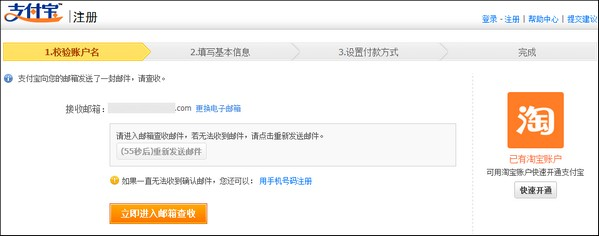 支付宝 | 注册
登录 - 注册 | 帮助中心 | 提交建议
1.校验账户名
2.填写基本信息
3.设置付款方式
完成
支付宝向您的邮箱发送了一封邮件，请查收。
接收邮箱：
.com 更换电子邮箱
请进入邮箱查收邮件，若无法收到邮件，请点击重新发送邮件。
(55秒后)重新发送邮件
如果一直无法收到确认邮件，您还可以： 用手机号码注册
立即进入邮箱查收
淘
已有淘宝账户
可用淘宝账户快速开通支付宝
快速开通